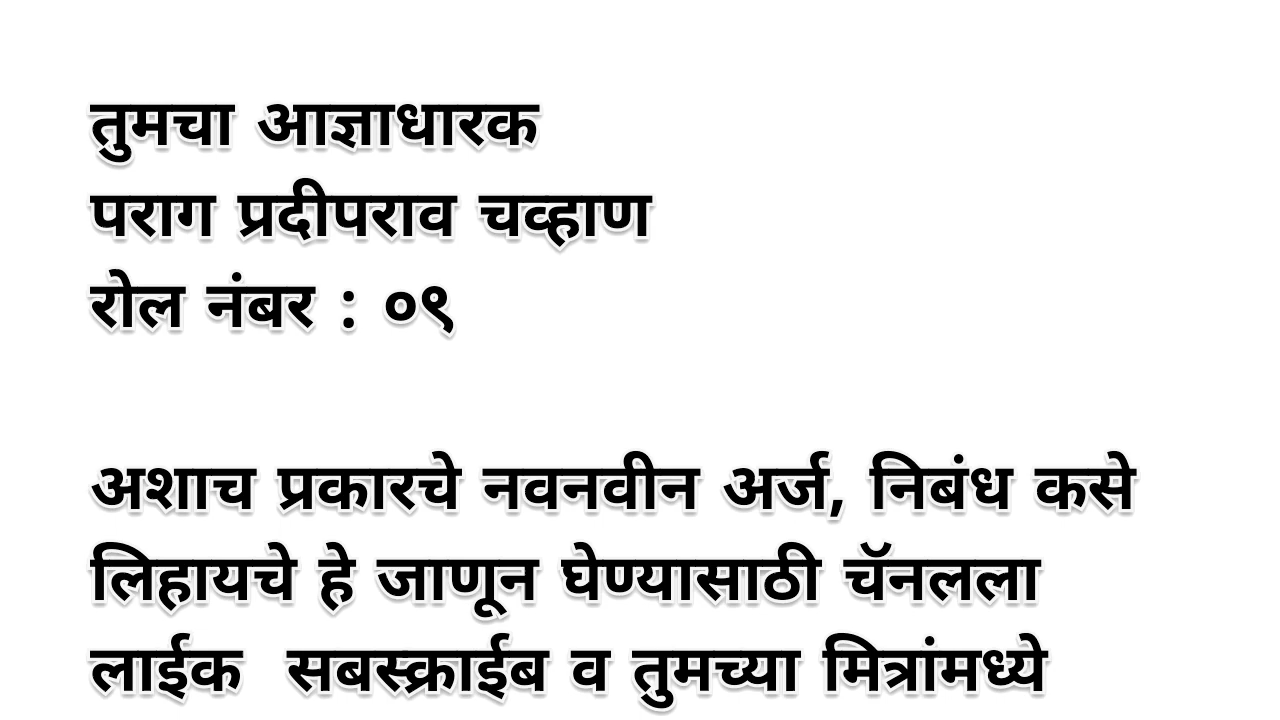 तुमचा आज्ञाधारक
पराग प्रदीपराव चव्हाण
रोल नंबर : ०९
अशाच प्रकारचे नवनवीन अर्ज, निबंध कसे
लिहायचे हे जाणून घेण्यासाठी चॅनलला
लाईक सबस्क्राईब व तुमच्या मित्रांमध्ये